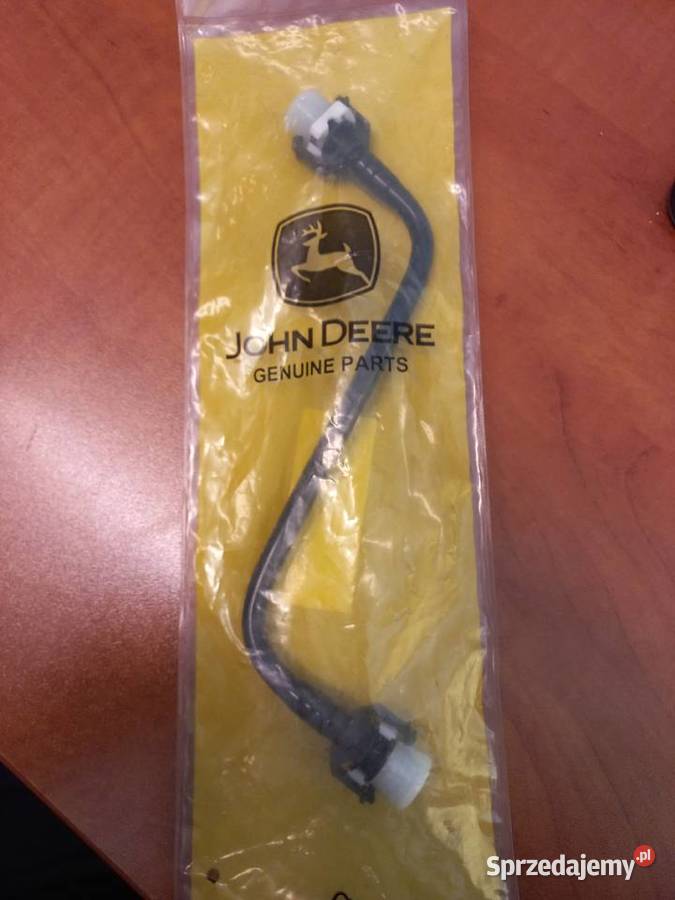 JOHN DEERE
GENUINE PARTS
Sprzedajemy.pl